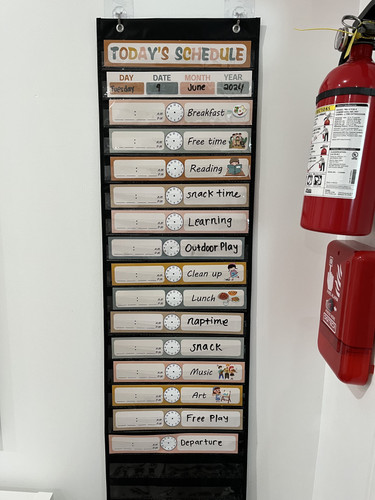 TODAY'S SCHEDULE
DAY DATE MONTH YEAR
Tuesday 9 June 2024
Breakfast
Free time
Reading
snack time
Learning
Outdoor Play
Clean up
Lunch
naptime
snack
Music
Art
Free Play
Departure